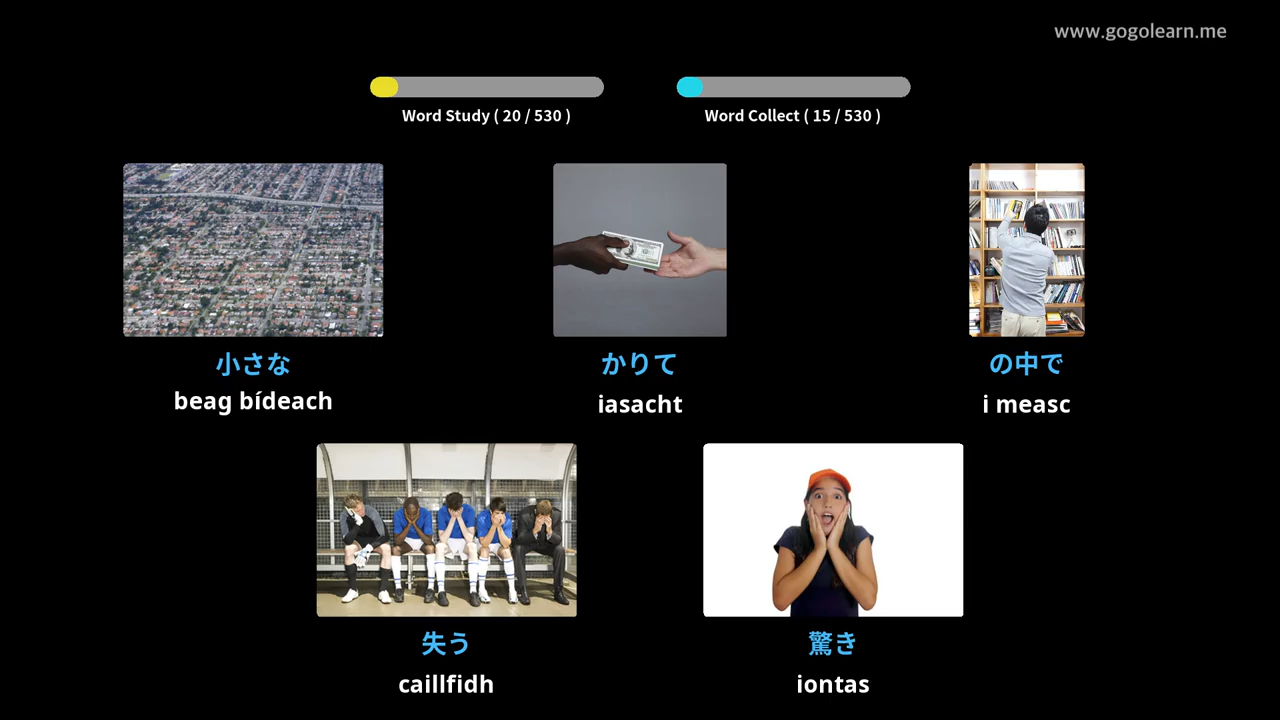 www.gogolearn.me
Word Study ( 20 / 530 )
Word Collect ( 15 / 530 )
小さな
beag bídeach
かりて
iasacht
の中で
i measc
失う
caillfidh
驚き
iontas